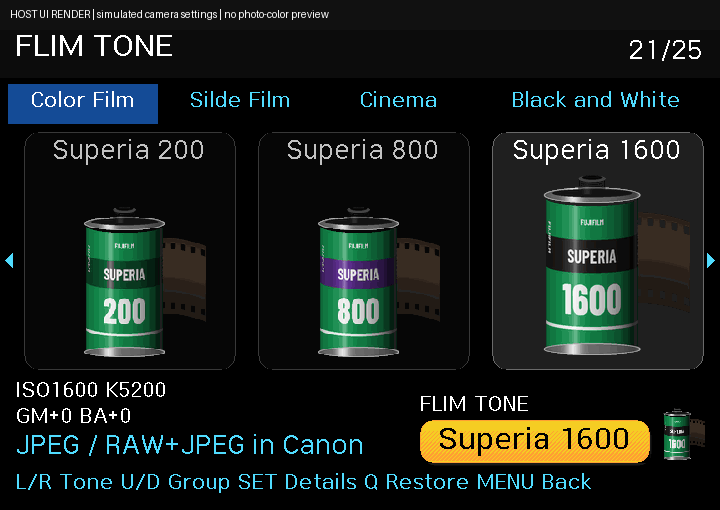 HOST UI RENDER | simulated camera settings | no photo-color preview
FLIM TONE
21/25
Color Film
Silde Film
Cinema
Black and White
Superia 200
Superia 800
Superia 1600
FUJIFILM
SUPERIA
200
FUJIFILM
SUPERIA
800
FUJIFILM
FUJIFILM
SUPERIA
1600
ISO1600 K5200
GM+0 BA+0
JPEG / RAW+JPEG in Canon
FLIM TONE
Superia 1600
SUPERIA
1600
L/R Tone U/D Group SET Details Q Restore MENU Back